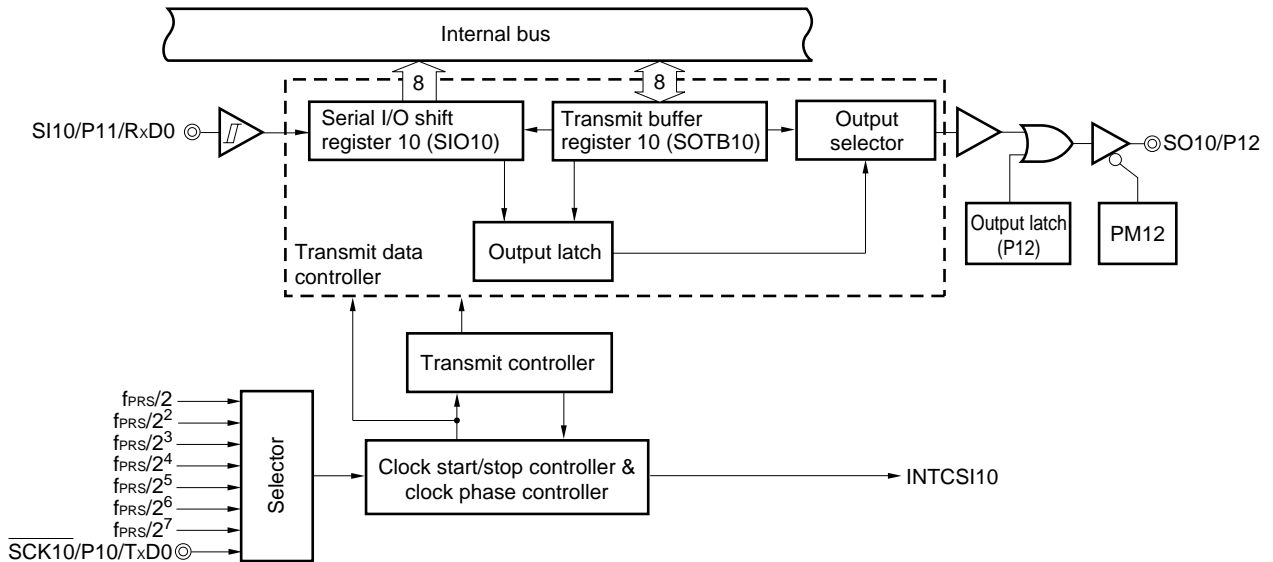 Internal bus
8
8
SI10/P11/RxD0
Serial I/O shift
register 10 (SIO10)
Transmit buffer
register 10 (SOTB10)
Output
selector
SO10/P12
Output latch
Output latch
(P12)
PM12
Transmit data
controller
Transmit controller
fPRS/2
fPRS/2²
fPRS/2³
fPRS/2⁴
fPRS/2⁵
fPRS/2⁶
fPRS/2⁷
S̅C̅K̅1̅0̅/P10/TxD0
Selector
Clock start/stop controller &
clock phase controller
INTCSI10